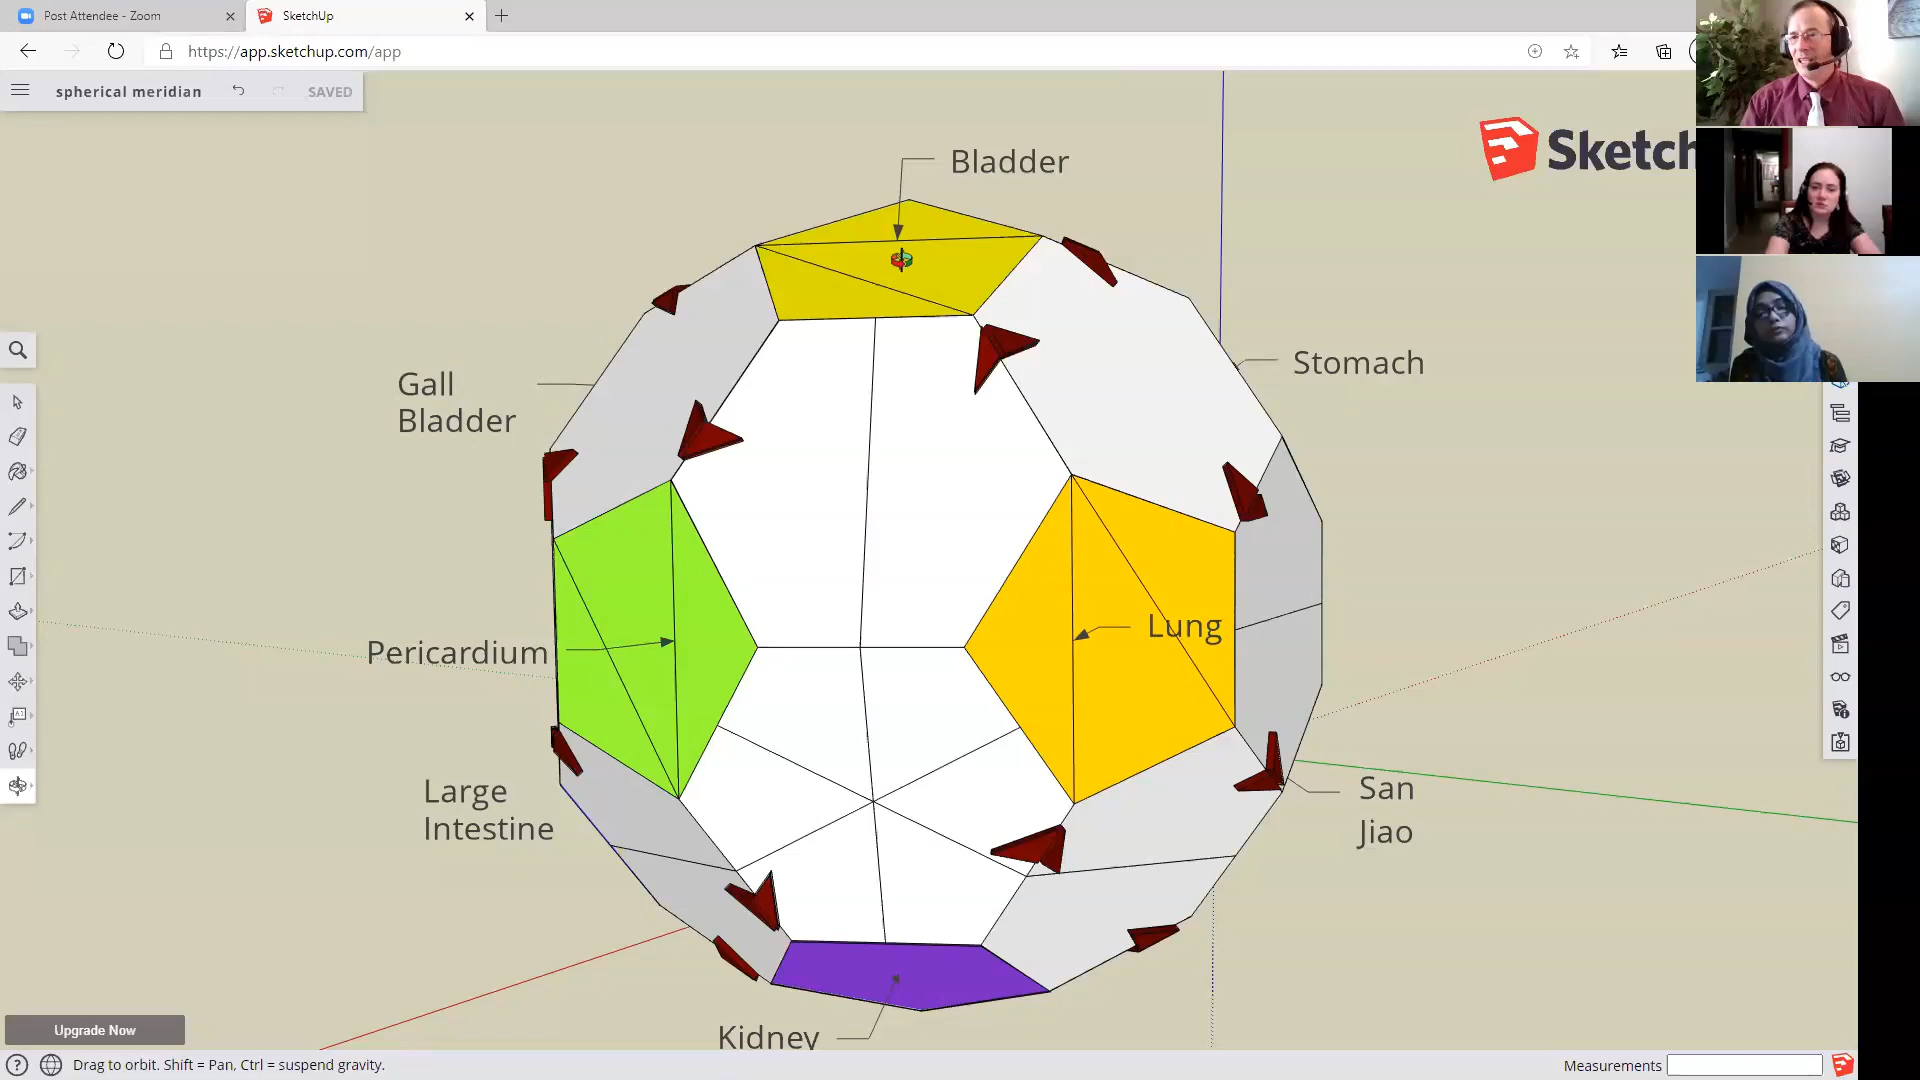 Post Attendee - Zoom
SketchUp
https://app.sketchup.com/app
spherical meridian
SAVED
Bladder
Sketch
Stomach
Gall
Bladder
Lung
Pericardium
Large
Intestine
San
Jiao
Kidney
A1
Upgrade Now
Drag to orbit. Shift = Pan, Ctrl = suspend gravity.
Measurements